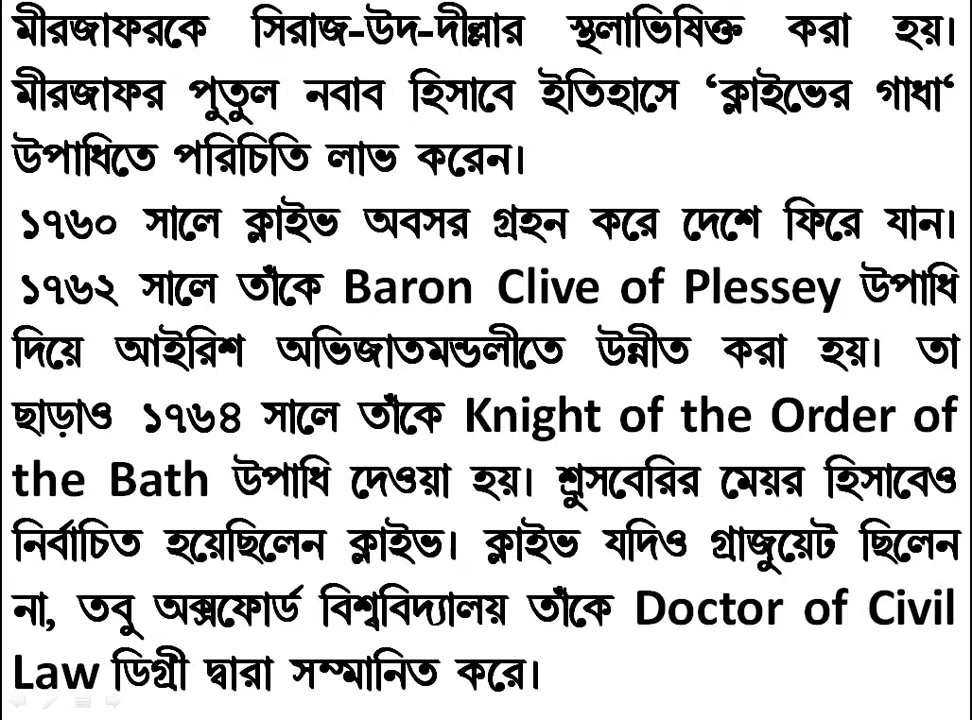 মীরজাফরকে সিরাজ-উদ-দীল্লার স্থলাভিষিক্ত করা হয়।
মীরজাফর পুতুল নবাব হিসাবে ইতিহাসে ‘ক্লাইভের গাধা‘
উপাধিতে পরিচিতি লাভ করেন।
১৭৬০ সালে ক্লাইভ অবসর গ্রহন করে দেশে ফিরে যান।
১৭৬২ সালে তাঁকে Baron Clive of Plessey উপাধি
দিয়ে আইরিশ অভিজাতমন্ডলীতে উন্নীত করা হয়। তা
ছাড়াও ১৭৬৪ সালে তাঁকে Knight of the Order of
the Bath উপাধি দেওয়া হয়। শ্রুসবেরির মেয়র হিসাবেও
নির্বাচিত হয়েছিলেন ক্লাইভ। ক্লাইভ যদিও গ্রাজুয়েট ছিলেন
না, তবু অক্সফোর্ড বিশ্ববিদ্যালয় তাঁকে Doctor of Civil
Law ডিগ্রী দ্বারা সম্মানিত করে।